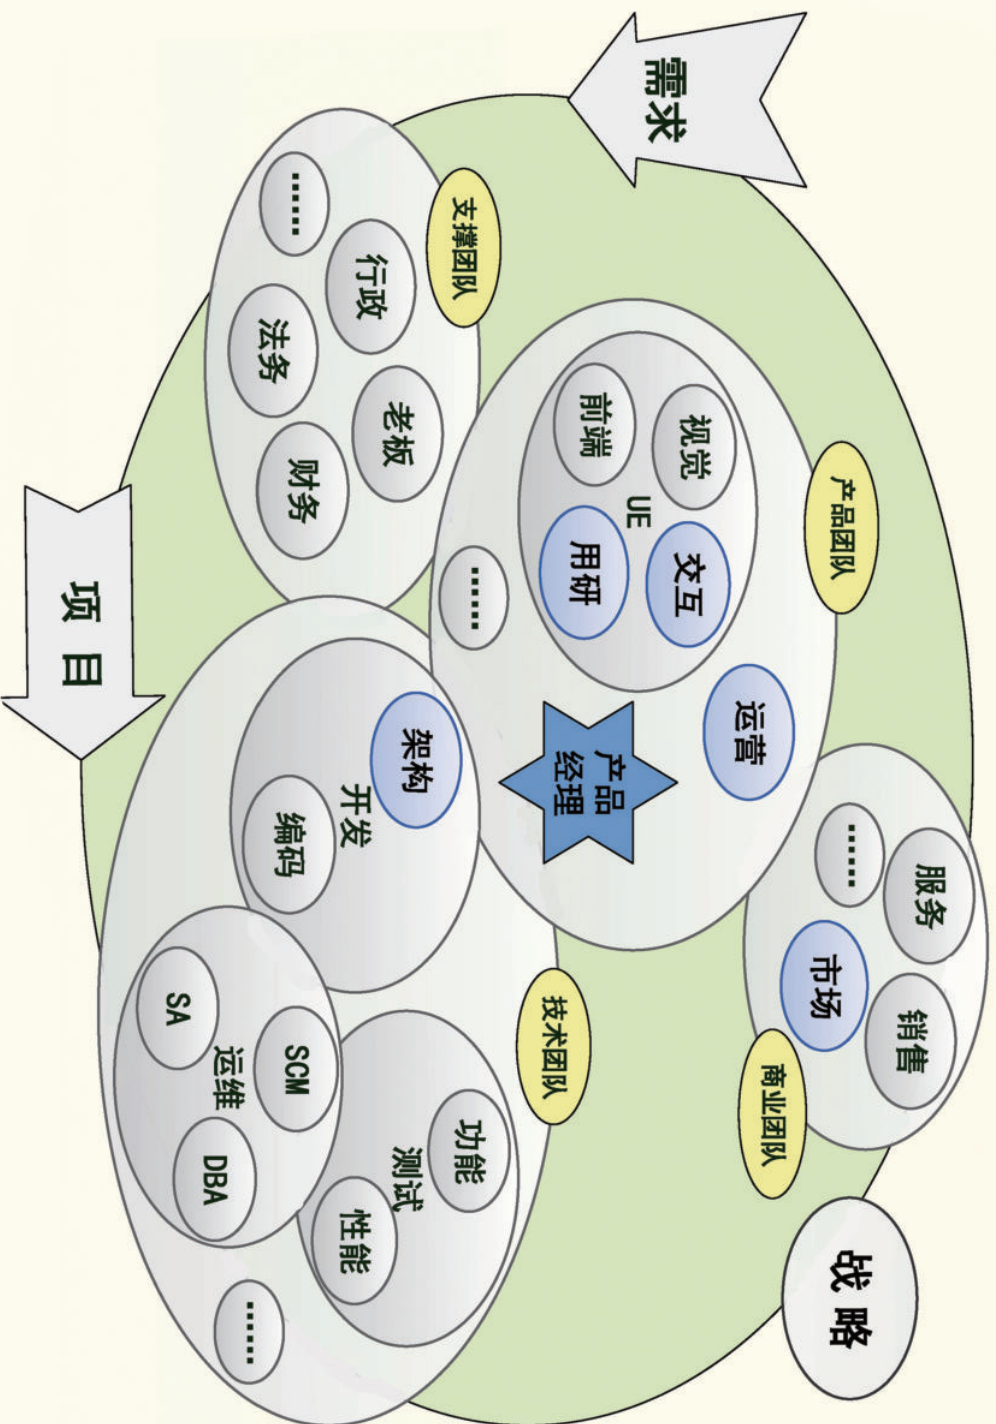 需求
战略
项目
产品团队
视觉
前端
UE
交互
用研
运营
产品
经理
……
商业团队
服务
销售
市场
……
支撑团队
老板
行政
法务
财务
……
技术团队
架构
开发
编码
功能
测试
性能
SCM
运维
SA
DBA
……